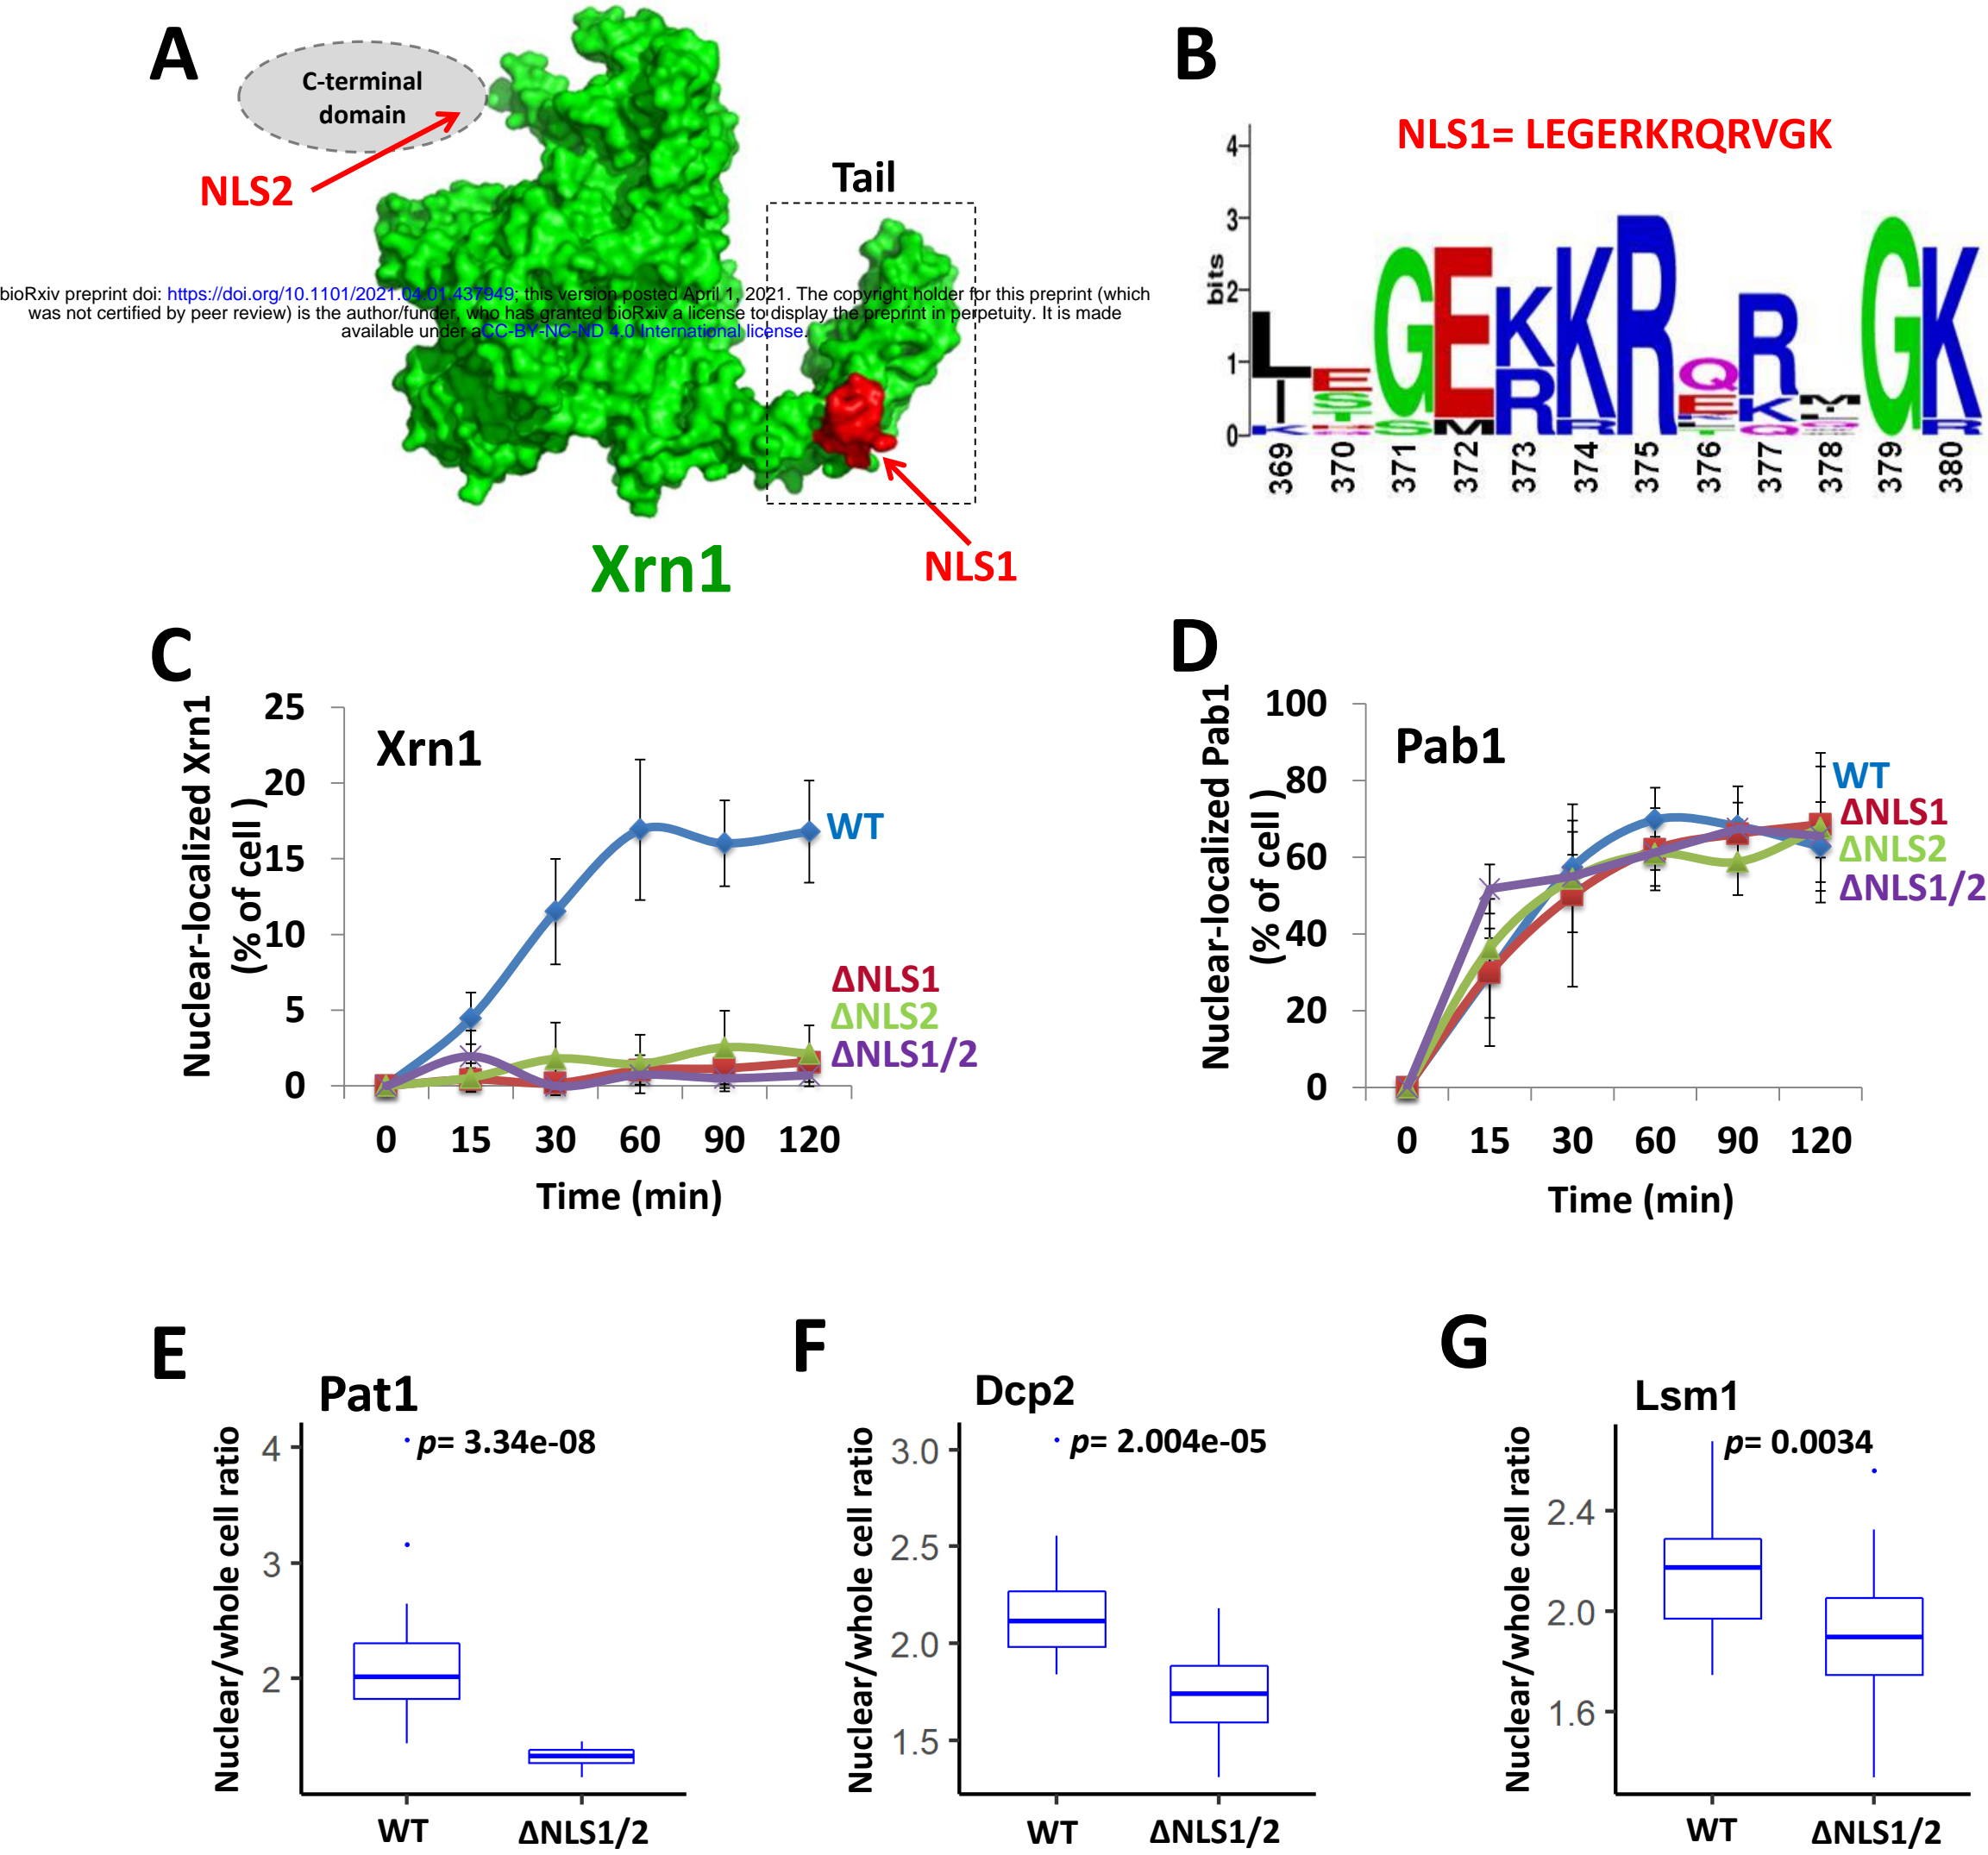 A
C-terminal
domain
NLS2
Tail
NLS1
Xrn1
bioRxiv preprint doi: https://doi.org/10.1101/2021.04.01.437949; this version posted April 1, 2021. The copyright holder for this preprint (which
was not certified by peer review) is the author/funder, who has granted bioRxiv a license to display the preprint in perpetuity. It is made
available under aCC-BY-NC-ND 4.0 International license.
B
NLS1= LEGERKRQRVGK
bits
4
3
2
1
0
369 370 371 372 373 374 375 376 377 378 379 380
C
Nuclear-localized Xrn1
(% of cell )
Xrn1
25
20
15
10
5
0
WT
ΔNLS1
ΔNLS2
ΔNLS1/2
0 15 30 60 90 120
Time (min)
D
Nuclear-localized Pab1
(% of cell )
Pab1
100
80
60
40
20
0
WT
ΔNLS1
ΔNLS2
ΔNLS1/2
0 15 30 60 90 120
Time (min)
E
Pat1
p= 3.34e-08
Nuclear/whole cell ratio
4
3
2
WT ΔNLS1/2
F
Dcp2
p= 2.004e-05
Nuclear/whole cell ratio
3.0
2.5
2.0
1.5
WT ΔNLS1/2
G
Lsm1
p= 0.0034
Nuclear/whole cell ratio
2.4
2.0
1.6
WT ΔNLS1/2